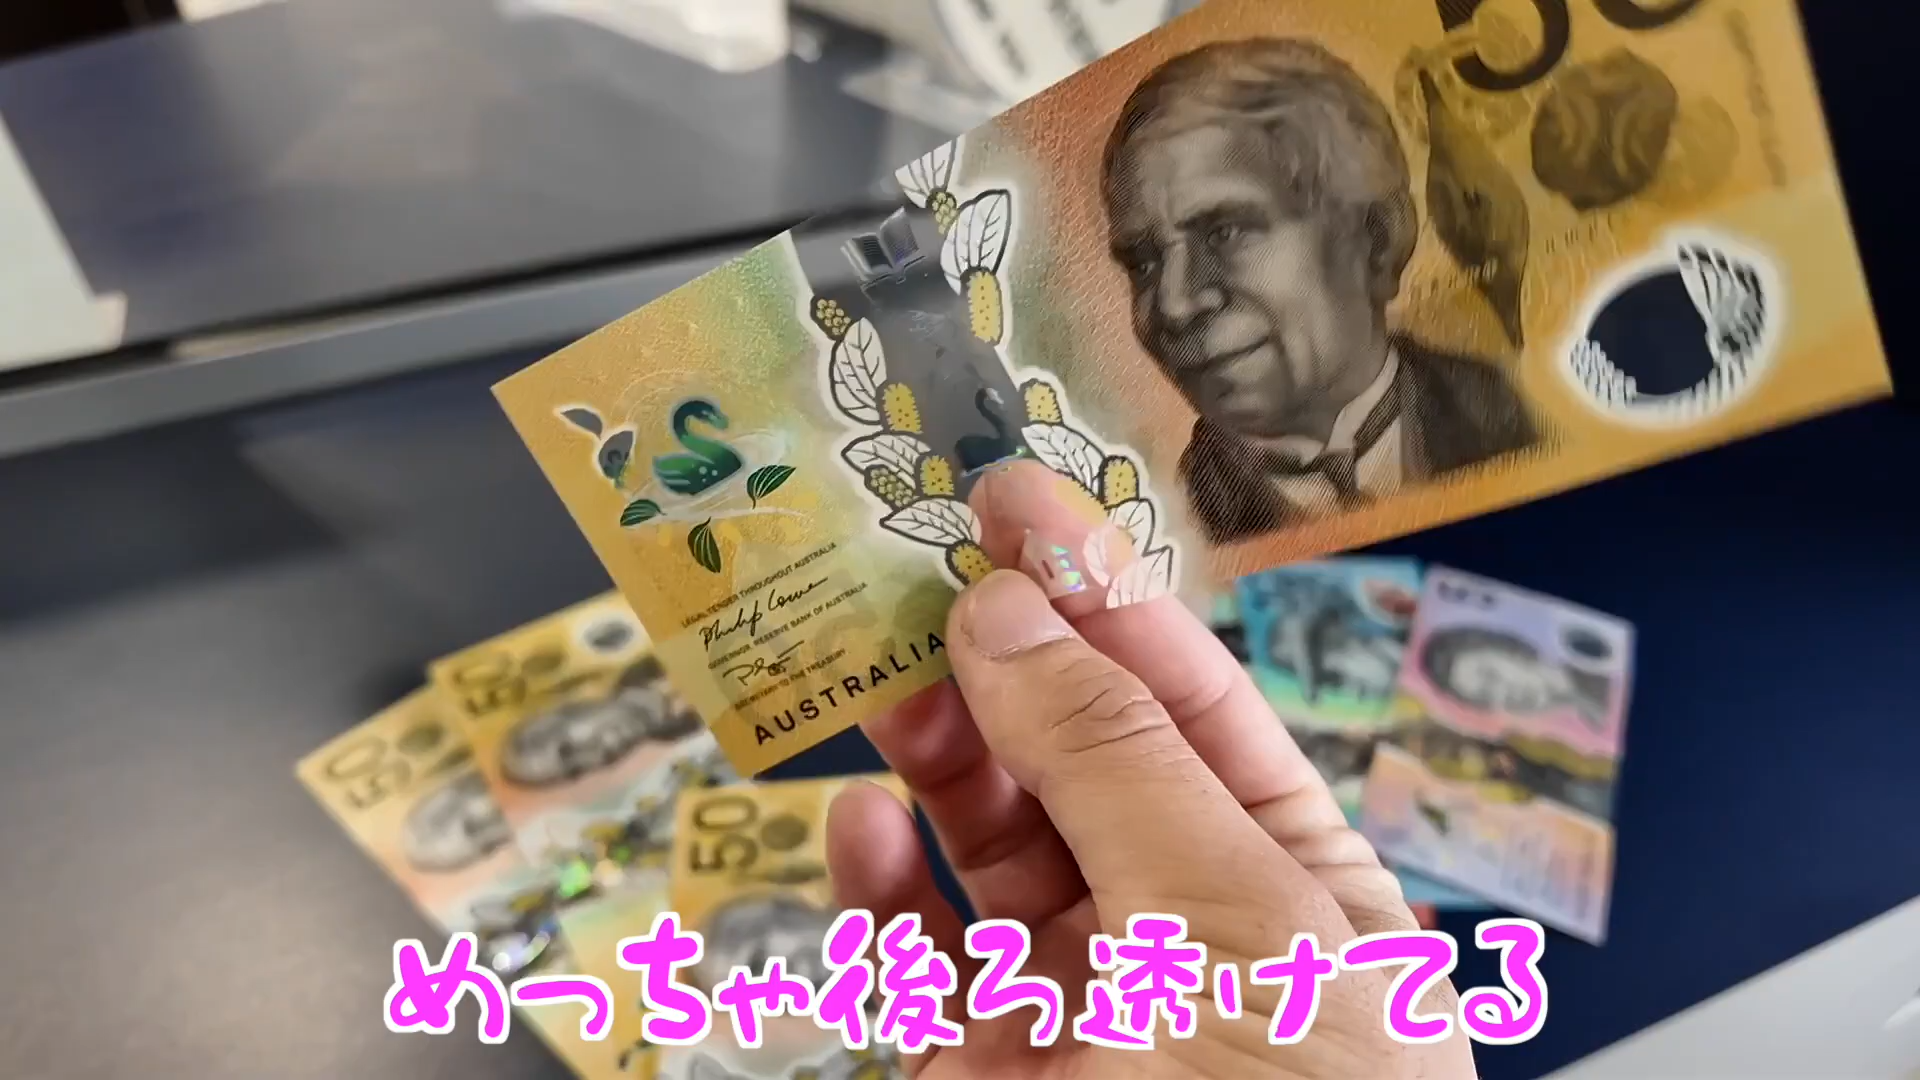 50
LEGAL TENDER THROUGHOUT AUSTRALIA
GOVERNOR, RESERVE BANK OF AUSTRALIA
SECRETARY TO THE TREASURY
AUSTRALIA
50
50
50
めっちゃ後ろ透けてる